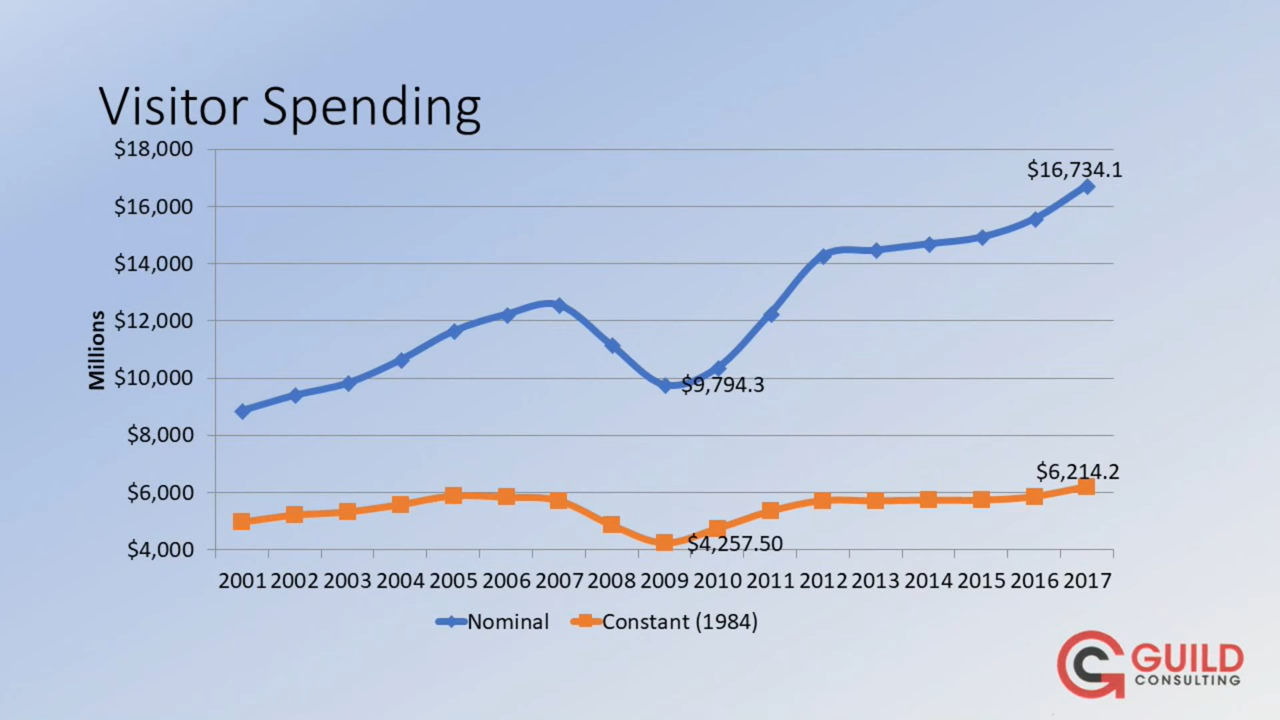 Visitor Spending
$18,000
$16,734.1
$16,000
$14,000
$12,000
Millions
$10,000
$9,794.3
$8,000
$6,214.2
$6,000
$4,257.50
$4,000
2001 2002 2003 2004 2005 2006 2007 2008 2009 2010 2011 2012 2013 2014 2015 2016 2017
Nominal Constant (1984)
GUILD
CONSULTING